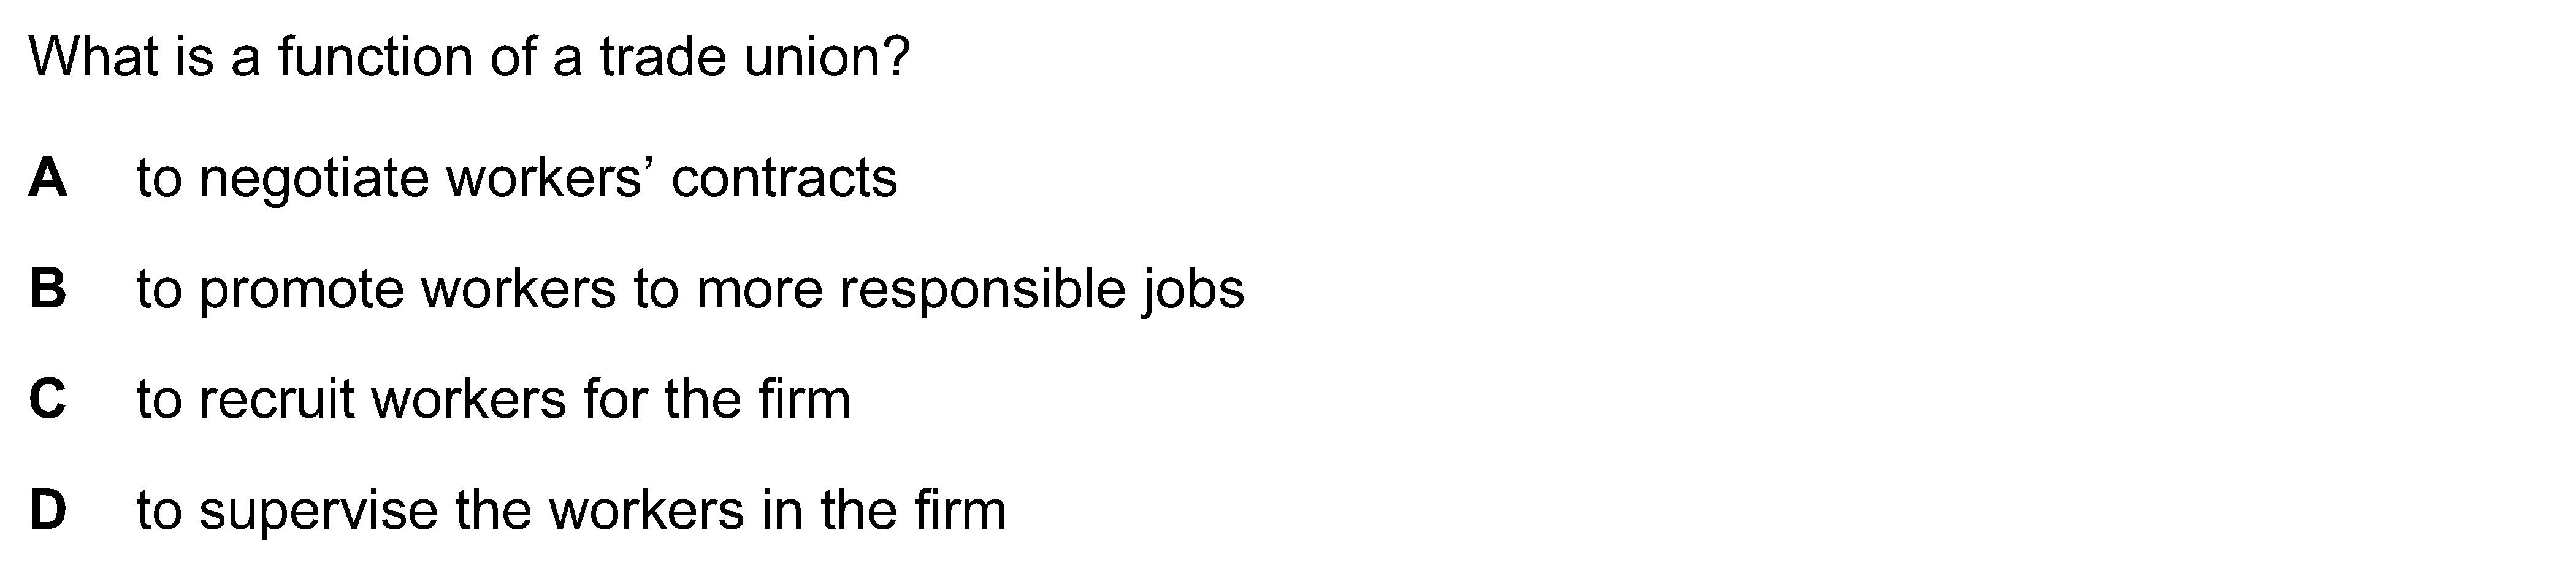 What is a function of a trade union?
A to negotiate workers’ contracts
B to promote workers to more responsible jobs
C to recruit workers for the firm
D to supervise the workers in the firm